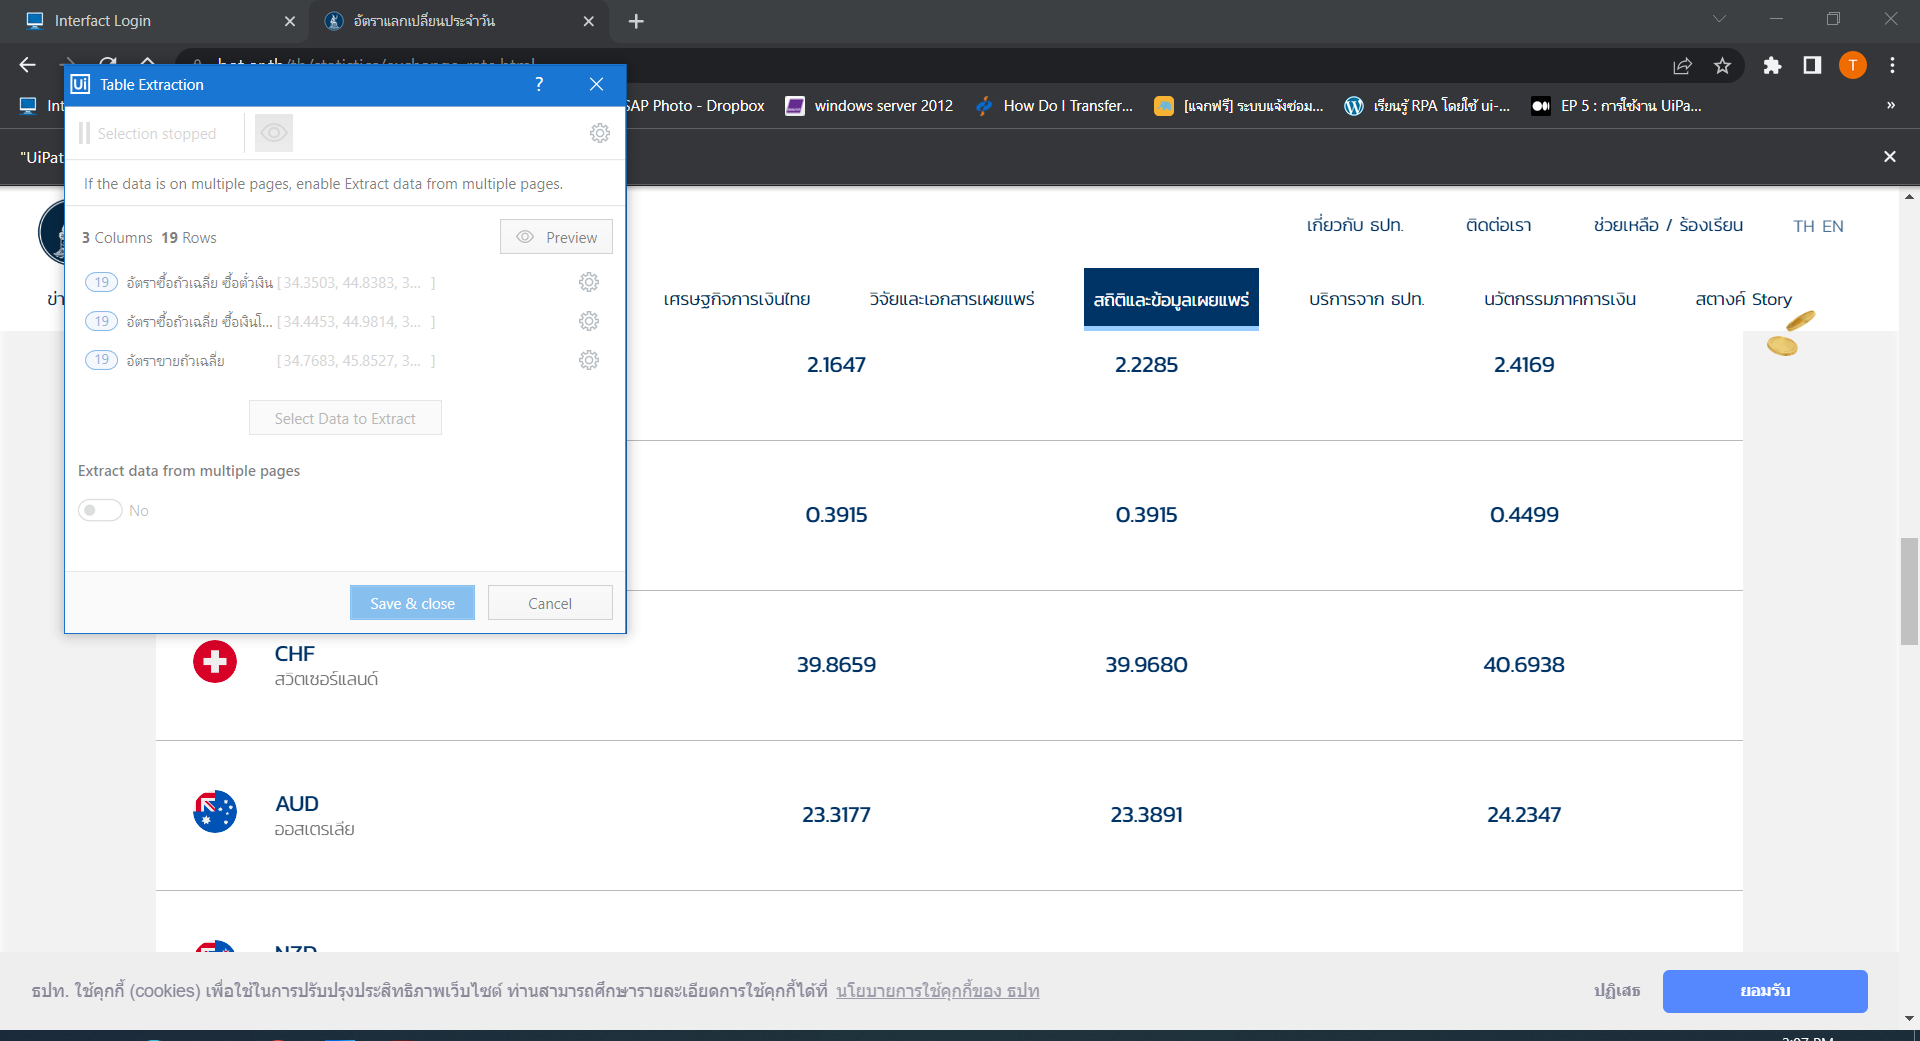 Interfact Login
อัตราแลกเปลี่ยนประจำวัน
T
Ui Table Extraction ?
SAP Photo - Dropbox
windows server 2012
How Do I Transfer...
[แจกฟรี] ระบบแจ้งซ่อม...
เรียนรู้ RPA โดยใช้ ui-...
EP 5 : การใช้งาน UiPa...
»
Selection stopped
"UiPat
If the data is on multiple pages, enable Extract data from multiple pages.
3 Columns 19 Rows
Preview
19 อัตราซื้อถัวเฉลี่ย ซื้อตั๋วเงิน [ 34.3503, 44.8383, 3... ]
19 อัตราซื้อถัวเฉลี่ย ซื้อเงินโ... [ 34.4453, 44.9814, 3... ]
19 อัตราขายถัวเฉลี่ย [ 34.7683, 45.8527, 3... ]
Select Data to Extract
Extract data from multiple pages
No
Save & close
Cancel
เกี่ยวกับ ธปท.
ติดต่อเรา
ช่วยเหลือ / ร้องเรียน
TH EN
ข่า
เศรษฐกิจการเงินไทย
วิจัยและเอกสารเผยแพร่
สถิติและข้อมูลเผยแพร่
บริการจาก ธปท.
นวัตกรรมภาคการเงิน
สตางค์ Story
2.1647 2.2285 2.4169
0.3915 0.3915 0.4499
CHF
สวิตเซอร์แลนด์
39.8659 39.9680 40.6938
AUD
ออสเตรเลีย
23.3177 23.3891 24.2347
NZD
ธปท. ใช้คุกกี้ (cookies) เพื่อใช้ในการปรับปรุงประสิทธิภาพเว็บไซต์ ท่านสามารถศึกษารายละเอียดการใช้คุกกี้ได้ที่ นโยบายการใช้คุกกี้ของ ธปท
ปฏิเสธ
ยอมรับ